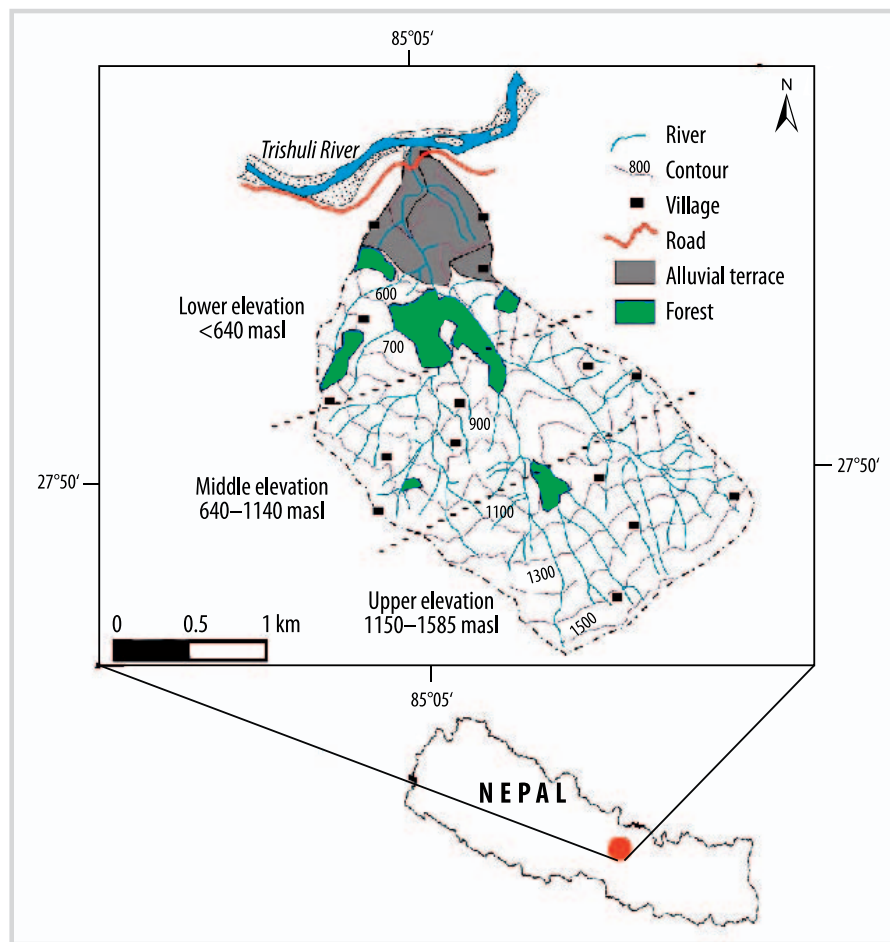 85°05'
N
Trishuli River
River
800 Contour
Village
Road
Alluvial terrace
Forest
600
Lower elevation
<640 masl
700
900
27°50'
27°50'
Middle elevation
640–1140 masl
1100
1300
Upper elevation
1150–1585 masl
1500
0 0.5 1 km
85°05'
NEPAL